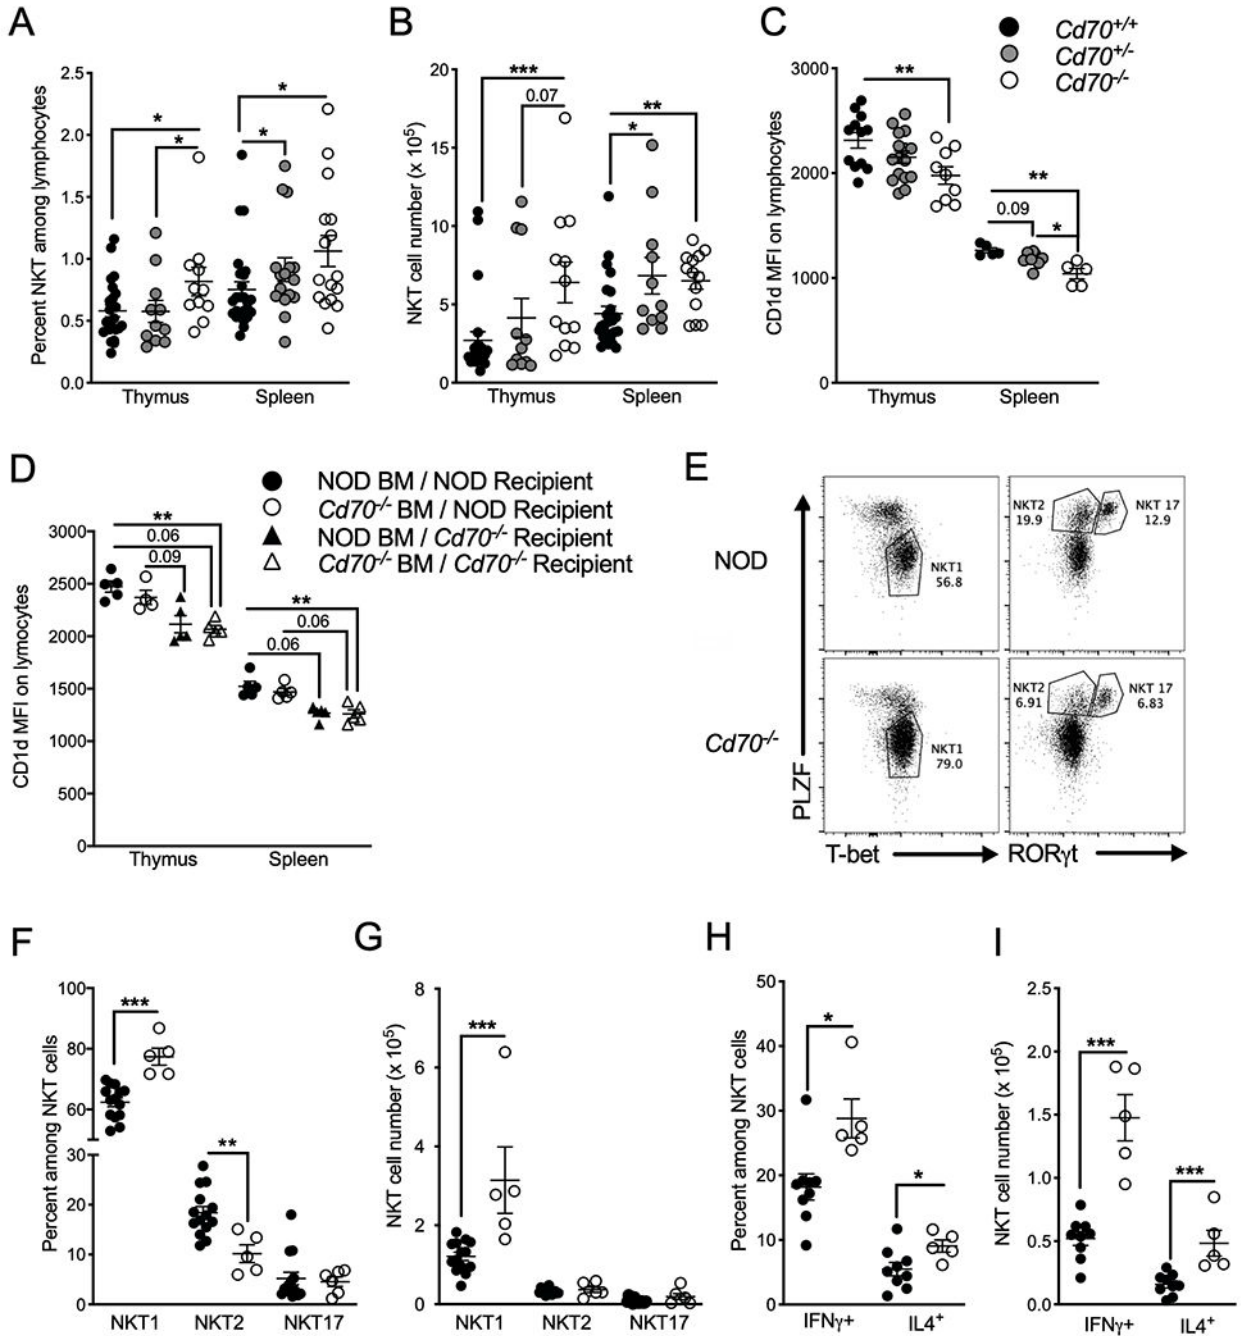 A
Percent NKT among lymphocytes
2.5
2.0
1.5
1.0
0.5
0.0
*
*
*
*
Thymus
Spleen
B
NKT cell number (x 10⁵)
20
15
10
5
0
***
0.07
**
*
Thymus
Spleen
C
Cd70+/+
Cd70+/-
Cd70-/-
CD1d MFI on lymphocytes
3000
2000
1000
0
**
**
0.09
*
Thymus
Spleen
D
NOD BM / NOD Recipient
Cd70-/- BM / NOD Recipient
NOD BM / Cd70-/- Recipient
Cd70-/- BM / Cd70-/- Recipient
CD1d MFI on lymocytes
3000
2500
2000
1500
1000
500
0
**
0.06
0.09
**
0.06
0.06
Thymus
Spleen
E
NOD
NKT1
56.8
NKT2
19.9
NKT 17
12.9
Cd70-/-
NKT1
79.0
NKT2
6.91
NKT 17
6.83
PLZF
T-bet
RORγt
F
Percent among NKT cells
100
80
60
30
20
10
0
***
**
NKT1
NKT2
NKT17
G
NKT cell number (x 10⁵)
8
6
4
2
0
***
NKT1
NKT2
NKT17
H
Percent among NKT cells
50
40
30
20
10
0
*
*
IFNγ+
IL4⁺
I
NKT cell number (x 10⁵)
2.5
2.0
1.5
1.0
0.5
0.0
***
***
IFNγ+
IL4⁺